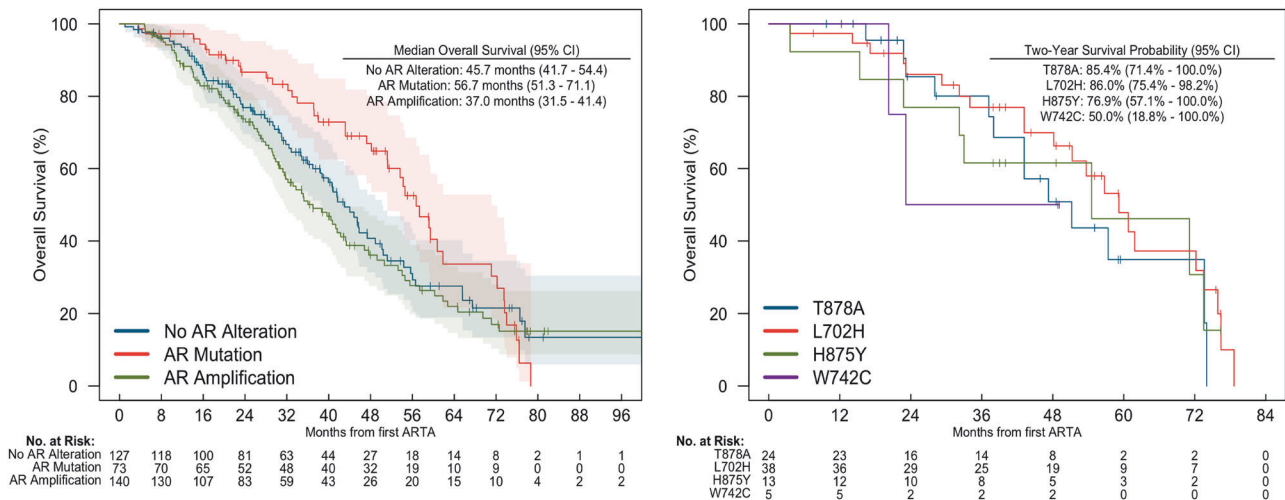 Overall Survival (%)
100
80
60
40
20
0
Median Overall Survival (95% CI)
No AR Alteration: 45.7 months (41.7 - 54.4)
AR Mutation: 56.7 months (51.3 - 71.1)
AR Amplification: 37.0 months (31.5 - 41.4)
No AR Alteration
AR Mutation
AR Amplification
0 8 16 24 32 40 48 56 64 72 80 88 96
Months from first ARTA
No. at Risk:
No AR Alteration 127 118 100 81 63 44 27 18 14 8 2 1 1
AR Mutation 73 70 65 52 48 40 32 19 10 9 0 0 0
AR Amplification 140 130 107 83 59 43 26 20 15 10 4 2 2
Overall Survival (%)
100
80
60
40
20
0
Two-Year Survival Probability (95% CI)
T878A: 85.4% (71.4% - 100.0%)
L702H: 86.0% (75.4% - 98.2%)
H875Y: 76.9% (57.1% - 100.0%)
W742C: 50.0% (18.8% - 100.0%)
T878A
L702H
H875Y
W742C
0 12 24 36 48 60 72 84
Months from first ARTA
No. at Risk:
T878A 24 23 16 14 8 2 2 0
L702H 38 36 29 25 19 9 7 0
H875Y 13 12 10 8 5 3 2 0
W742C 5 5 2 2 2 0 0 0